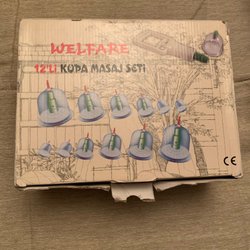 WELFARE
12'Lİ KUPA MASAJ SETİ
CE